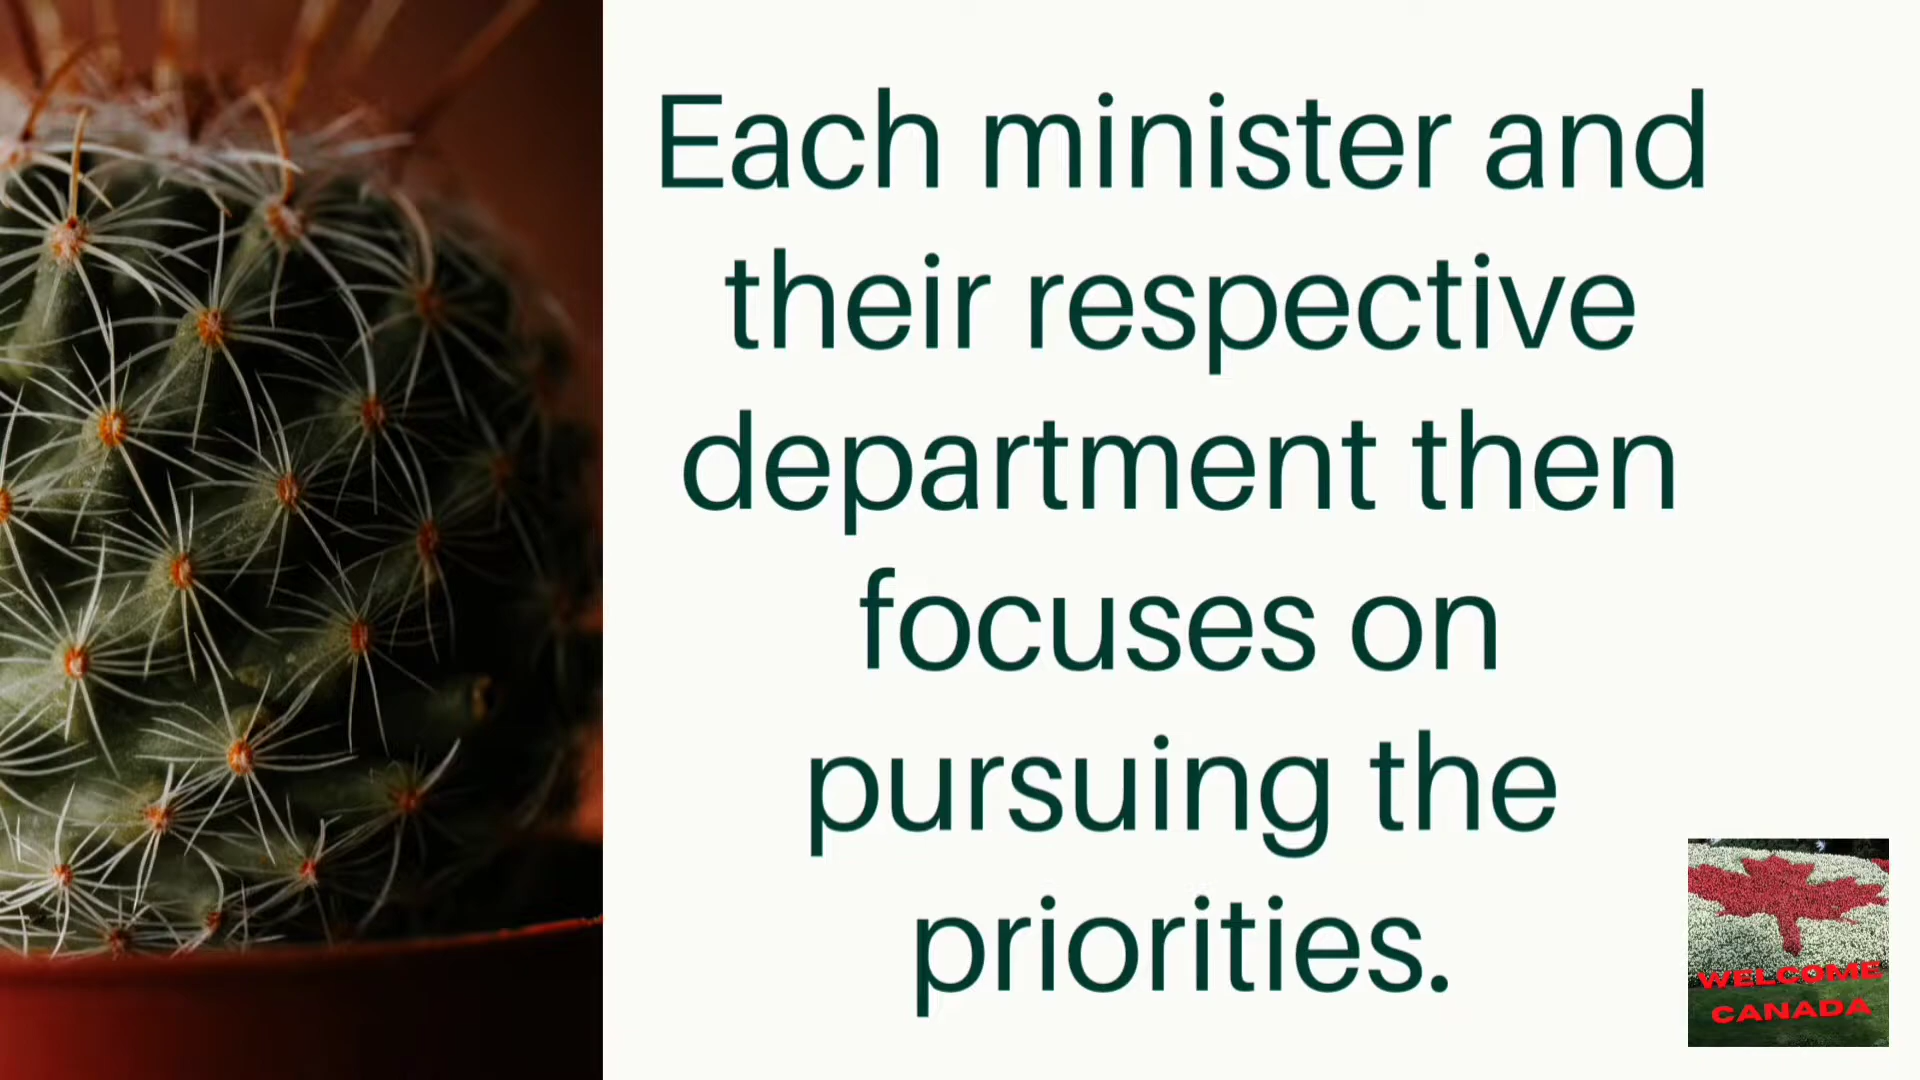 Each minister and
their respective
department then
focuses on
pursuing the
priorities.
WELCOME
CANADA